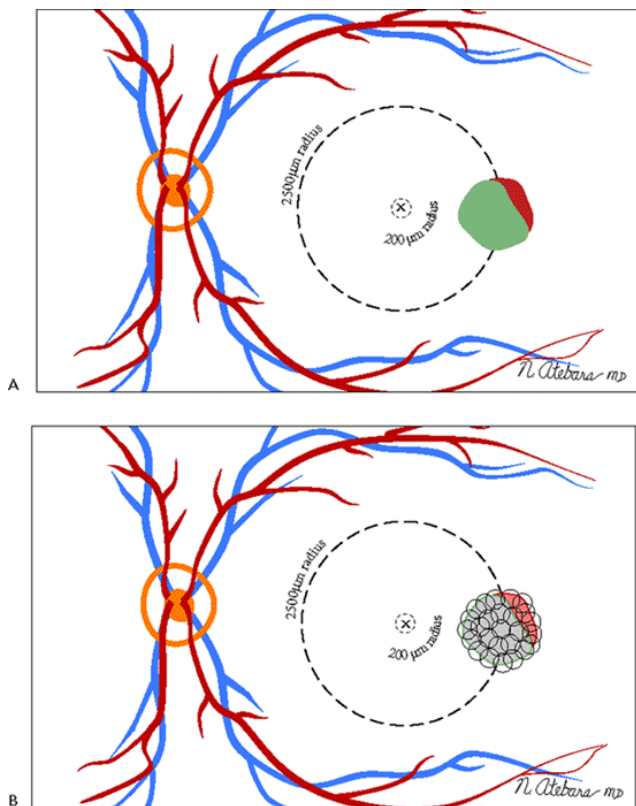 2500µm radius
200 µm radius
N. Atebara MD
A
2500µm radius
200 µm radius
N. Atebara MD
B